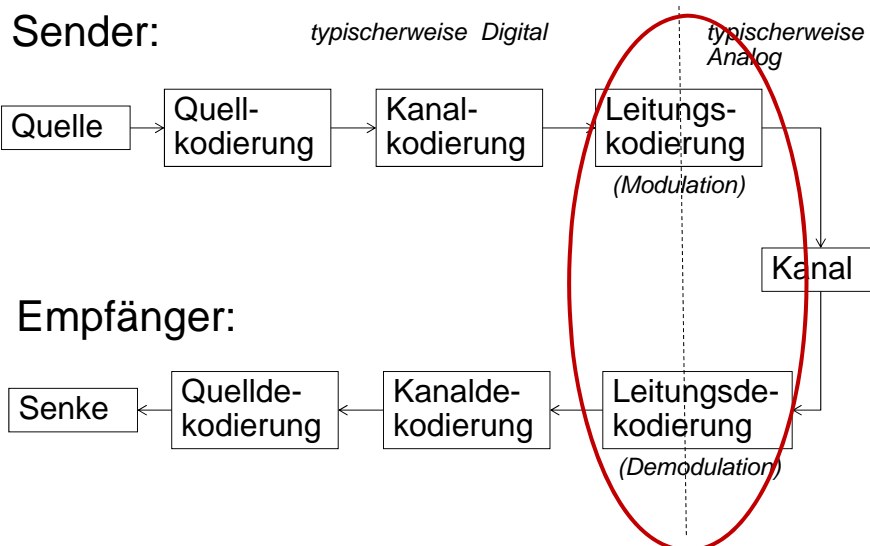 Sender:
typischerweise Digital
typischerweise
Analog
Quelle
Quell-
kodierung
Kanal-
kodierung
Leitungs-
kodierung
(Modulation)
Kanal
Empfänger:
Senke
Quellde-
kodierung
Kanalde-
kodierung
Leitungsde-
kodierung
(Demodulation)